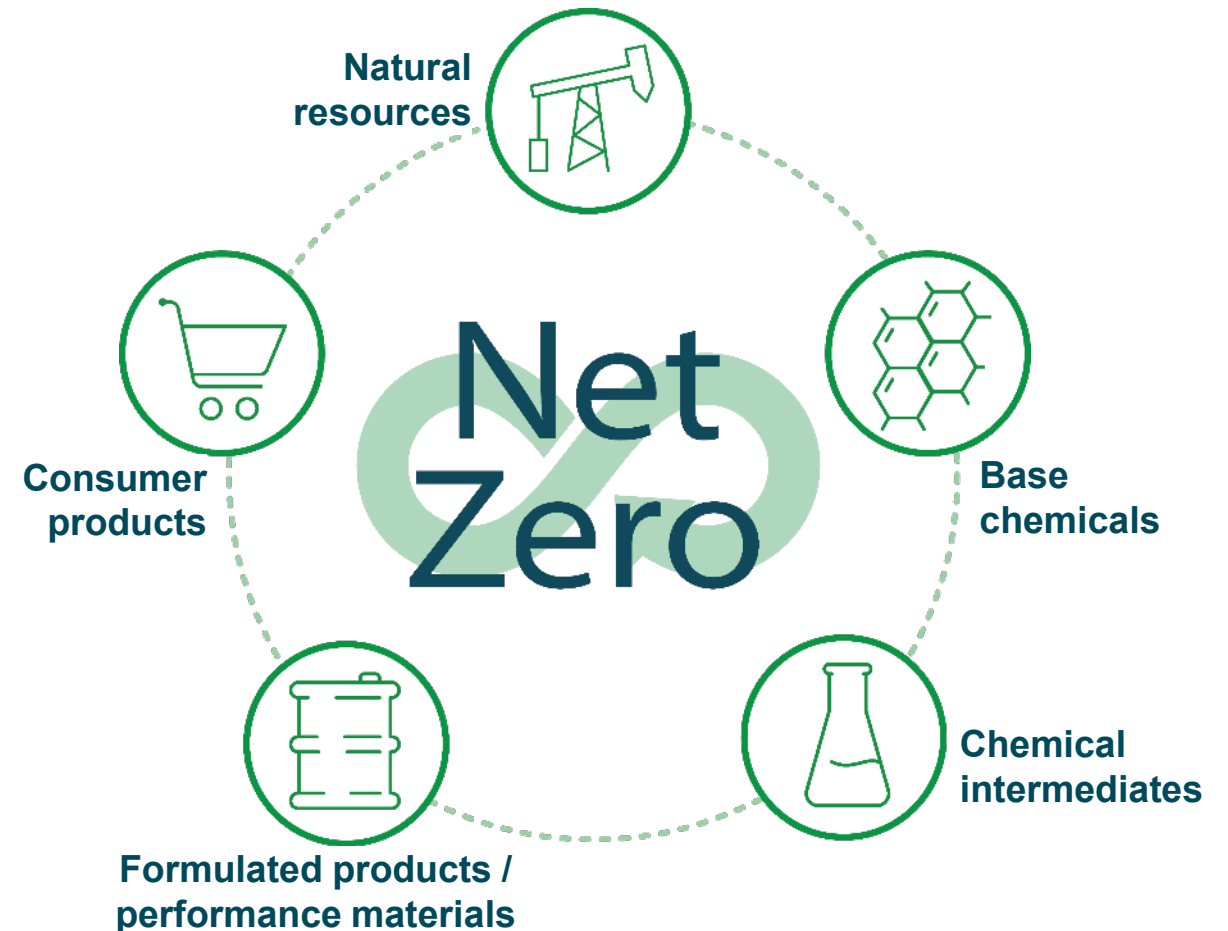 Natural
resources
Net
Zero
Base
chemicals
Chemical
intermediates
Formulated products /
performance materials
Consumer
products